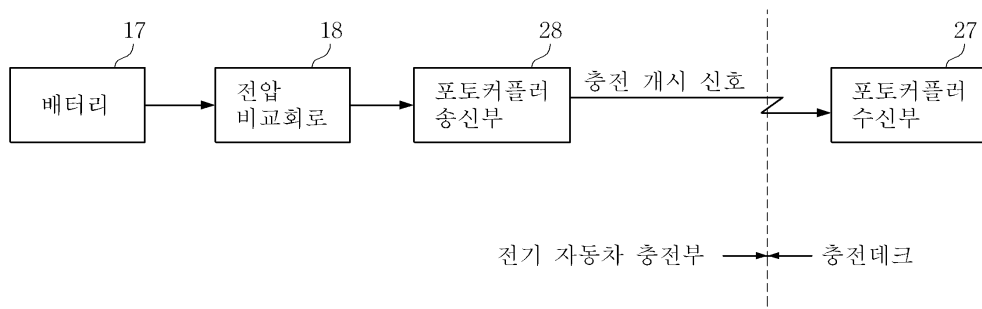 17
18
28
27
배터리
전압
비교회로
포토커플러
송신부
충전 개시 신호
포토커플러
수신부
전기 자동차 충전부
충전데크